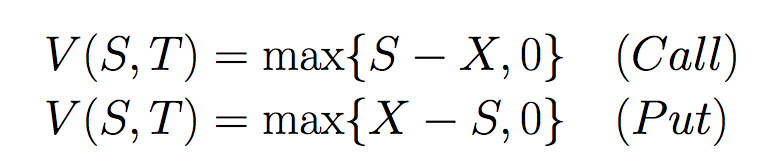 V(S, T) = max{S − X, 0} (Call)
V(S, T) = max{X − S, 0} (Put)